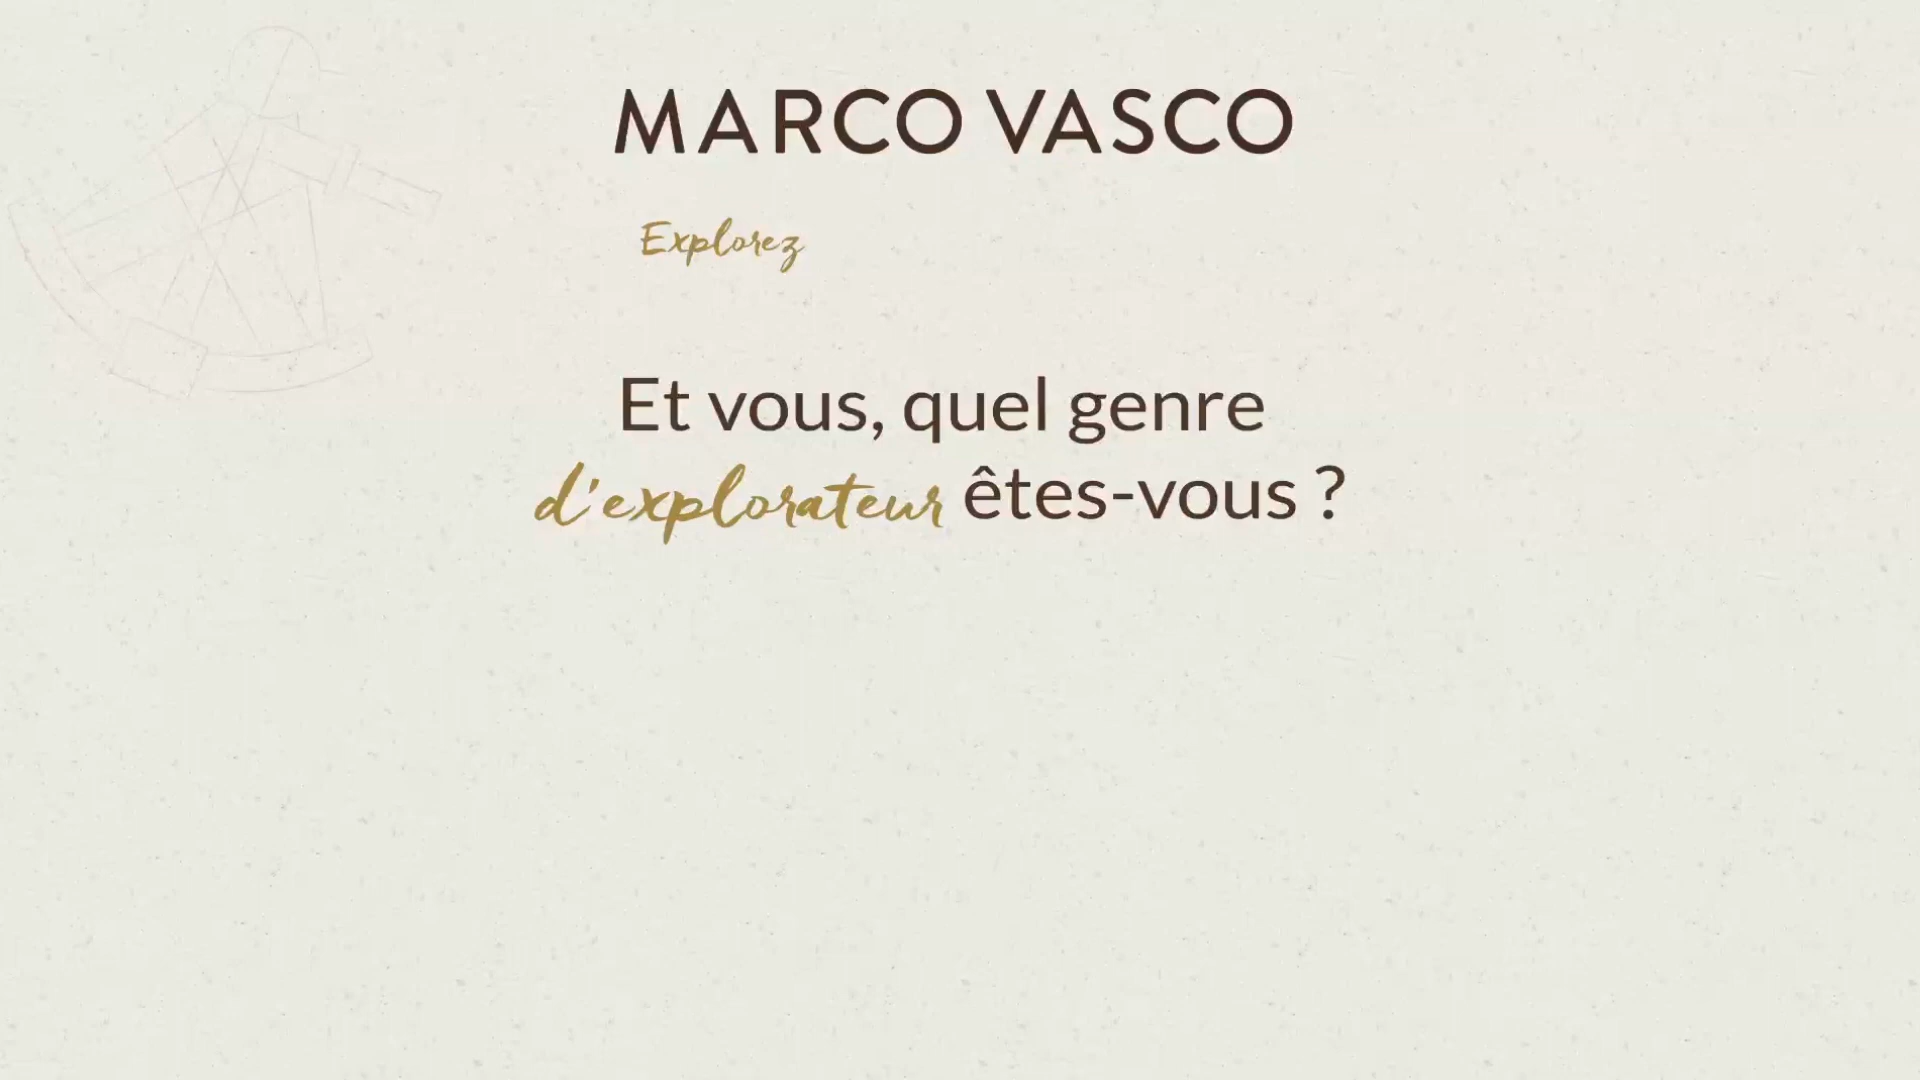 MARCO VASCO
Explorez
Et vous, quel genre
d'explorateur êtes-vous ?